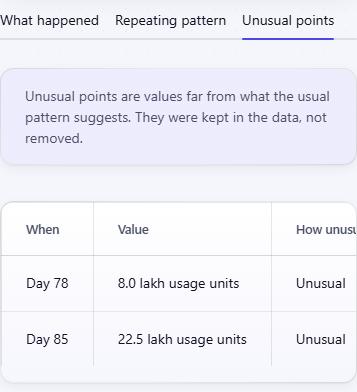 What happened Repeating pattern Unusual points
Unusual points are values far from what the usual
pattern suggests. They were kept in the data, not
removed.
When Value How unusu
Day 78 8.0 lakh usage units Unusual
Day 85 22.5 lakh usage units Unusual